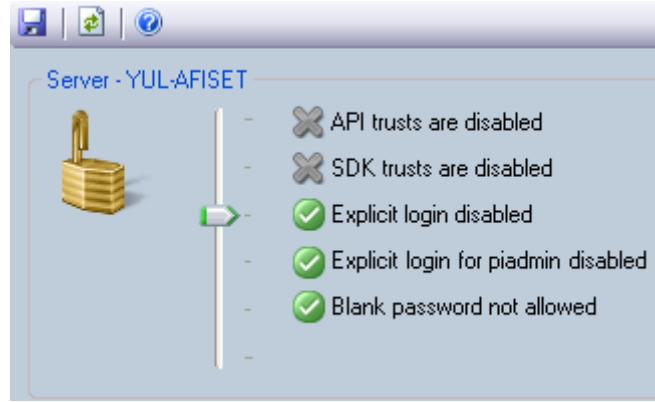 Server - YUL-AFISET
API trusts are disabled
SDK trusts are disabled
Explicit login disabled
Explicit login for piadmin disabled
Blank password not allowed